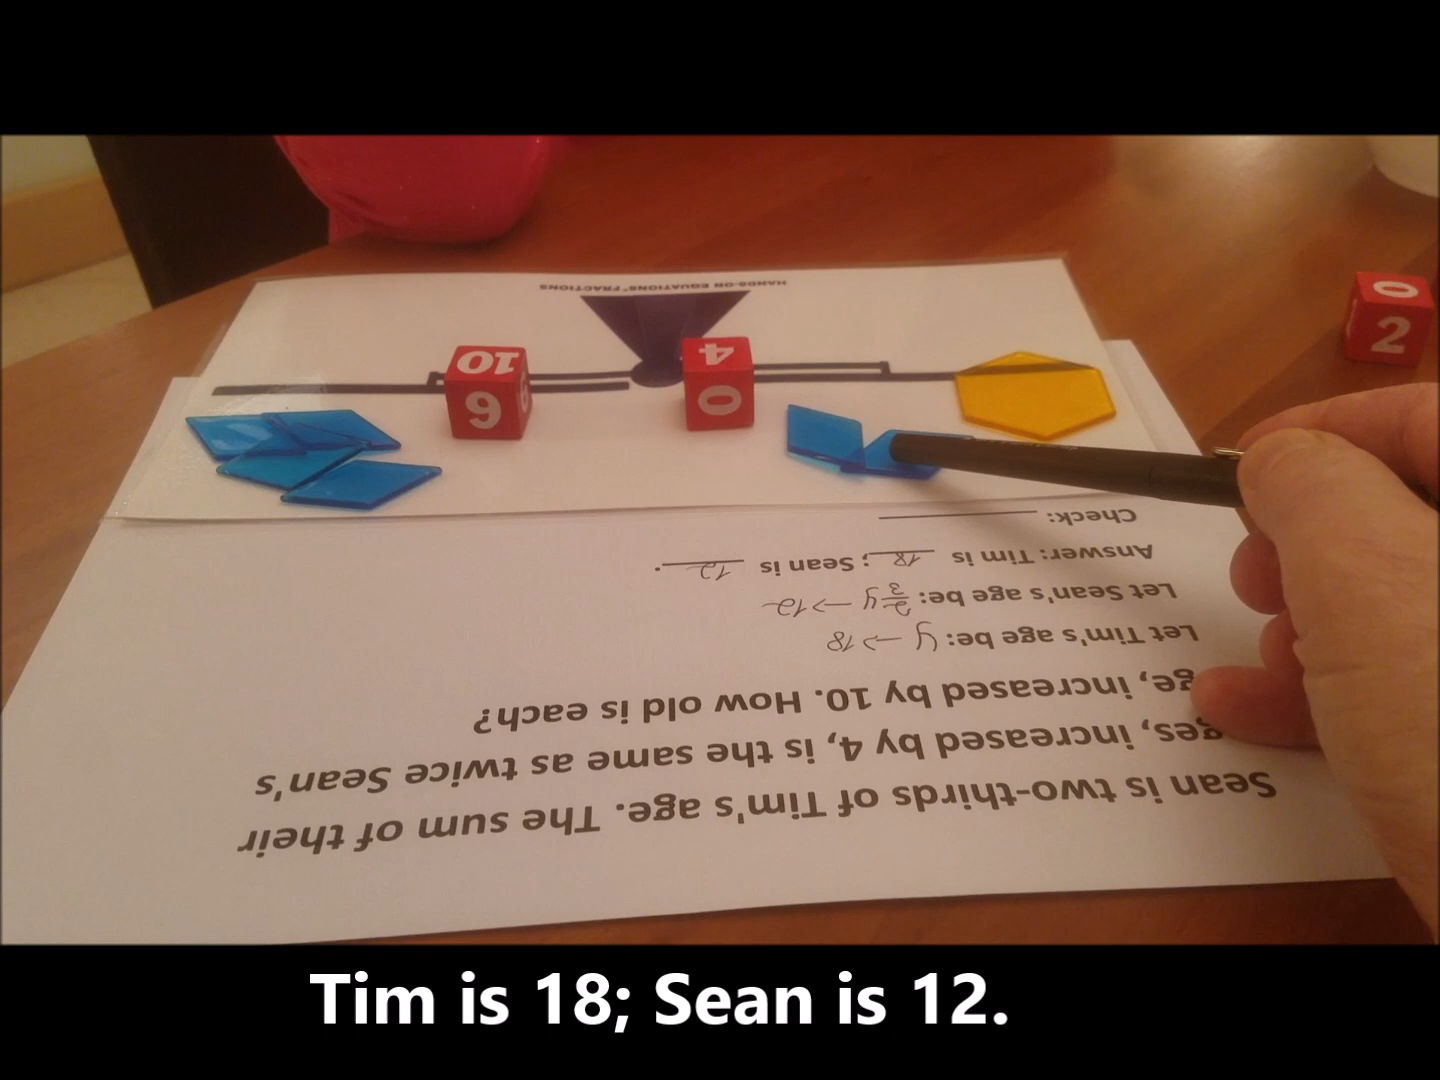 Sean is two-thirds of Tim's age. The sum of their
ges, increased by 4, is the same as twice Sean's
ge, increased by 10. How old is each?
Let Tim's age be: y → 18
Let Sean's age be: 2/3 y → 12
Answer: Tim is 18; Sean is 12.
Check:
HANDS-ON EQUATIONS® FRACTIONS
4
0
10
6
0
2
Tim is 18; Sean is 12.